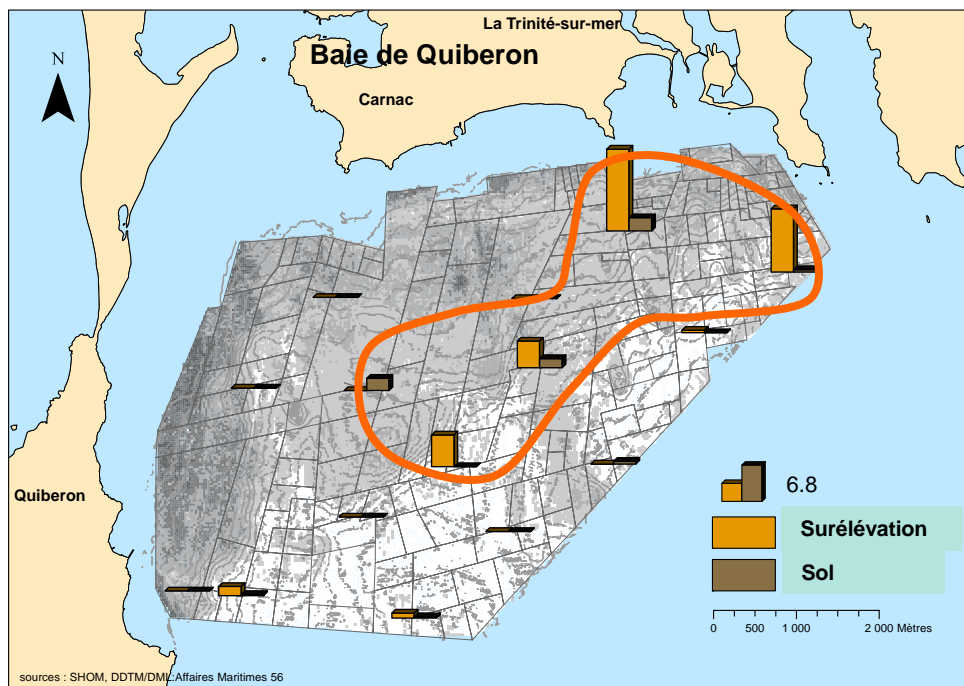 La Trinité-sur-mer
Baie de Quiberon
N
Carnac
Quiberon
6.8
Surélévation
Sol
0 500 1 000 2 000 Mètres
sources : SHOM, DDTM/DML:Affaires Maritimes 56